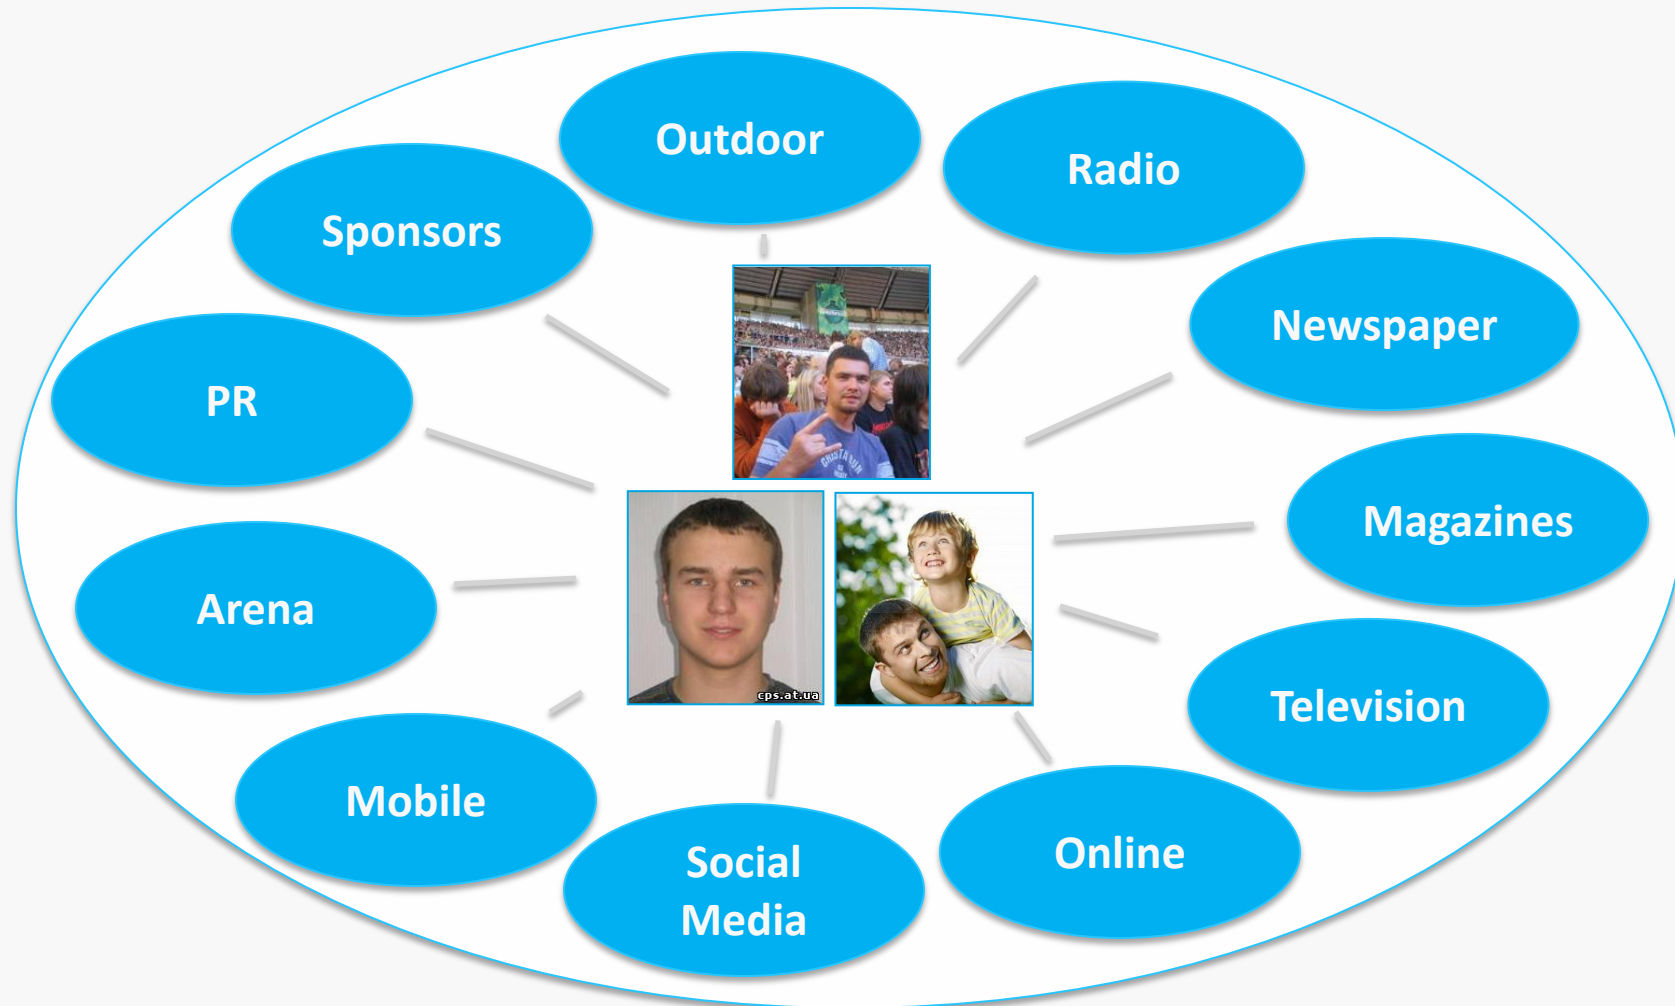 Outdoor
Radio
Sponsors
Newspaper
PR
Magazines
Arena
cps.at.ua
Television
Mobile
Online
Social
Media